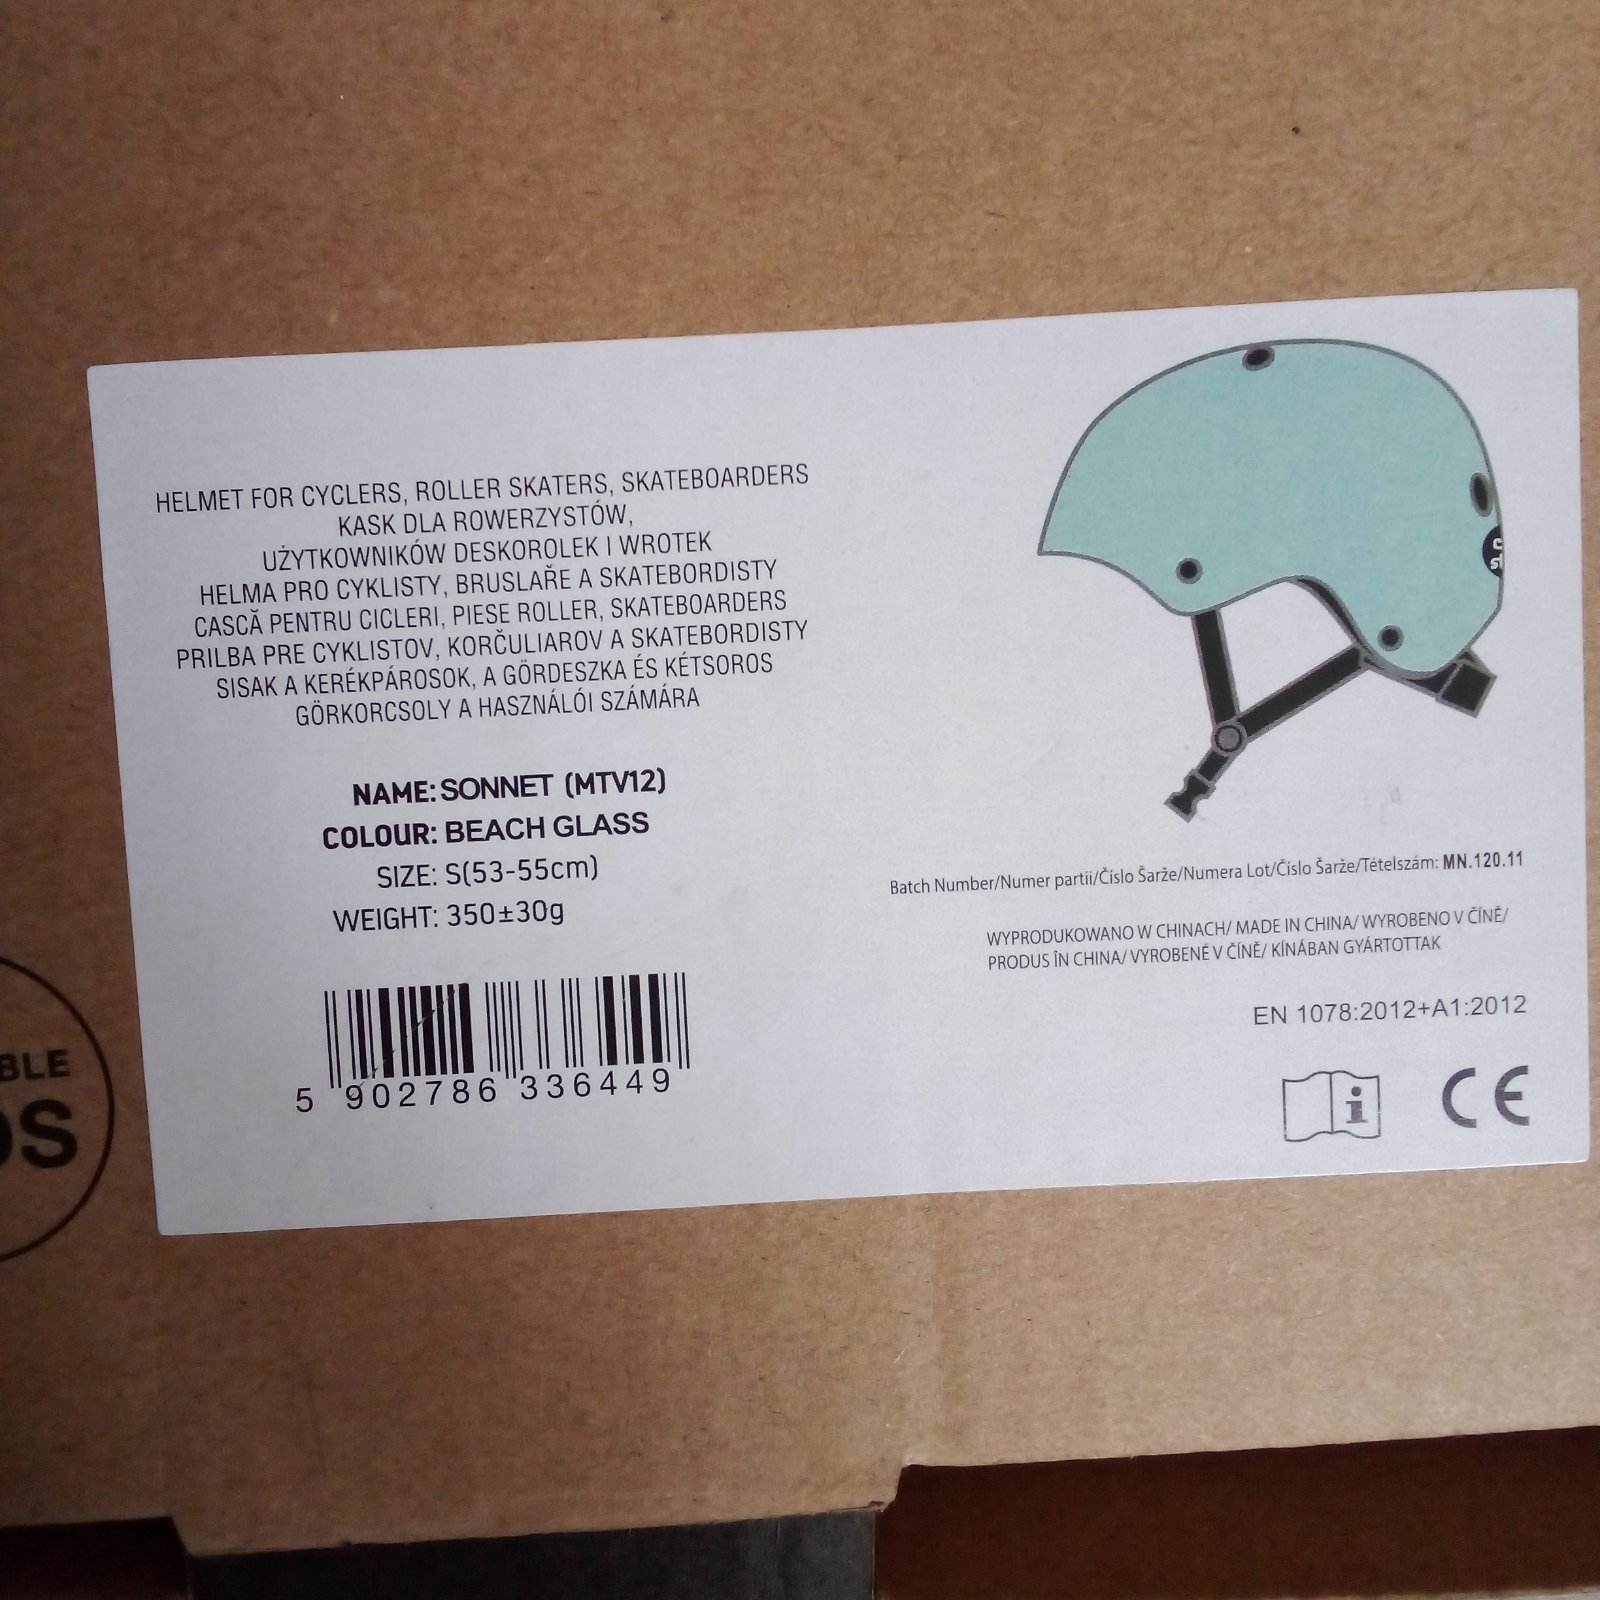 HELMET FOR CYCLERS, ROLLER SKATERS, SKATEBOARDERS
KASK DLA ROWERZYSTÓW,
UŻYTKOWNIKÓW DESKOROLEK I WROTEK
HELMA PRO CYKLISTY, BRUSLAŘE A SKATEBORDISTY
CASCĂ PENTRU CICLERI, PIESE ROLLER, SKATEBOARDERS
PRILBA PRE CYKLISTOV, KORČULIAROV A SKATEBORDISTY
SISAK A KERÉKPÁROSOK, A GÖRDESZKA ÉS KÉTSOROS
GÖRKORCSOLY A HASZNÁLÓI SZÁMÁRA
NAME: SONNET (MTV12)
COLOUR: BEACH GLASS
SIZE: S(53-55cm)
WEIGHT: 350±30g
5 902786 336449
Batch Number/Numer partii/Číslo Šarže/Numera Lot/Číslo Šarže/Tételszám: MN.120.11
WYPRODUKOWANO W CHINACH/ MADE IN CHINA/ WYROBENO V ČÍNĚ/
PRODUS ÎN CHINA/ VYROBENÉ V ČÍNĚ/ KÍNÁBAN GYÁRTOTTAK
EN 1078:2012+A1:2012
i CE
BLE
OS